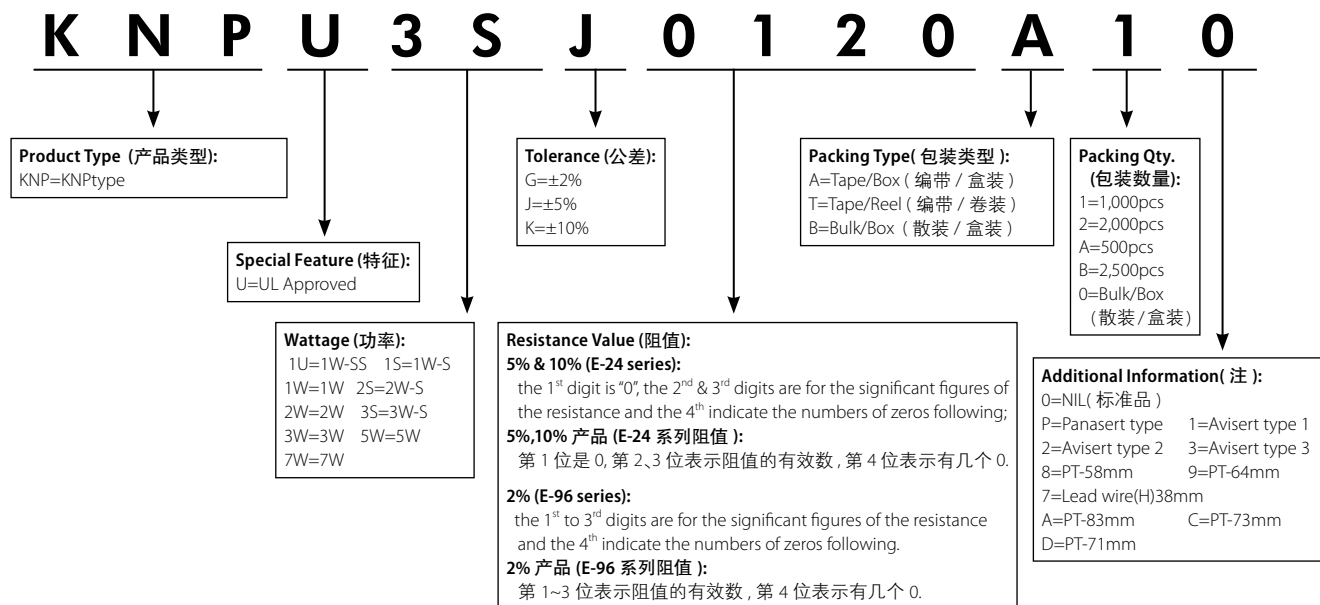 K N P U 3 S J 0 1 2 0 A 1 0
Product Type (产品类型):
KNP=KNPtype
Special Feature (特征):
U=UL Approved
Wattage (功率):
1U=1W-SS 1S=1W-S
1W=1W 2S=2W-S
2W=2W 3S=3W-S
3W=3W 5W=5W
7W=7W
Tolerance (公差):
G=±2%
J=±5%
K=±10%
Resistance Value (阻值):
5% & 10% (E-24 series):
the 1st digit is "0", the 2nd & 3rd digits are for the significant figures of
the resistance and the 4th indicate the numbers of zeros following;
5%,10% 产品 (E-24 系列阻值 ):
第 1 位是 0, 第 2、3 位表示阻值的有效数 , 第 4 位表示有几个 0.
2% (E-96 series):
the 1st to 3rd digits are for the significant figures of the resistance
and the 4th indicate the numbers of zeros following.
2% 产品 (E-96 系列阻值 ):
第 1~3 位表示阻值的有效数 , 第 4 位表示有几个 0.
Packing Type( 包装类型 ):
A=Tape/Box ( 编带 / 盒装 )
T=Tape/Reel ( 编带 / 卷装 )
B=Bulk/Box ( 散装 / 盒装 )
Packing Qty.
(包装数量):
1=1,000pcs
2=2,000pcs
A=500pcs
B=2,500pcs
0=Bulk/Box
(散装/盒装)
Additional Information( 注 ):
0=NIL( 标准品 )
P=Panasert type 1=Avisert type 1
2=Avisert type 2 3=Avisert type 3
8=PT-58mm 9=PT-64mm
7=Lead wire(H)38mm
A=PT-83mm C=PT-73mm
D=PT-71mm